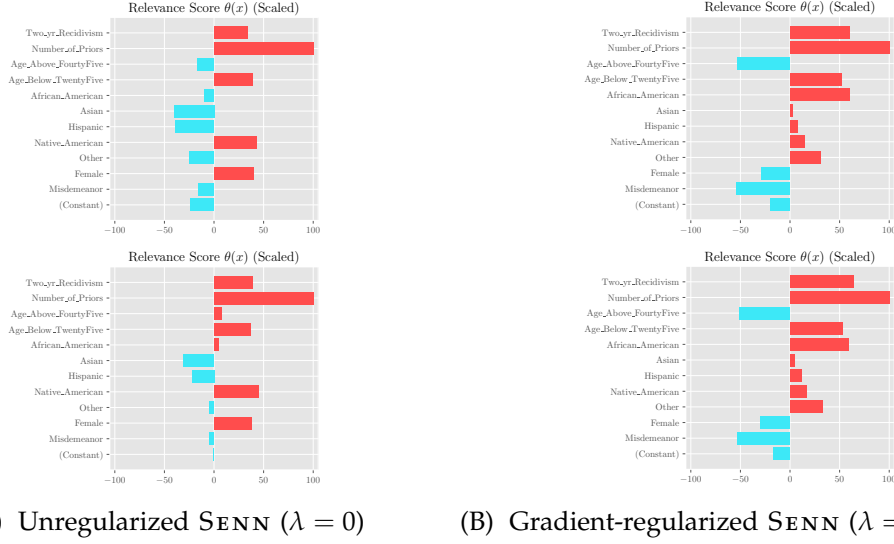 Relevance Score θ(x) (Scaled)
Two_yr_Recidivism
Number_of_Priors
Age_Above_FourtyFive
Age_Below_TwentyFive
African_American
Asian
Hispanic
Native_American
Other
Female
Misdemeanor
(Constant)
−100 −50 0 50 100
Relevance Score θ(x) (Scaled)
Two_yr_Recidivism
Number_of_Priors
Age_Above_FourtyFive
Age_Below_TwentyFive
African_American
Asian
Hispanic
Native_American
Other
Female
Misdemeanor
(Constant)
−100 −50 0 50 100
Relevance Score θ(x) (Scaled)
Two_yr_Recidivism
Number_of_Priors
Age_Above_FourtyFive
Age_Below_TwentyFive
African_American
Asian
Hispanic
Native_American
Other
Female
Misdemeanor
(Constant)
−100 −50 0 50 100
Relevance Score θ(x) (Scaled)
Two_yr_Recidivism
Number_of_Priors
Age_Above_FourtyFive
Age_Below_TwentyFive
African_American
Asian
Hispanic
Native_American
Other
Female
Misdemeanor
(Constant)
−100 −50 0 50 100
) Unregularized SENN (λ = 0)
(B) Gradient-regularized SENN (λ =